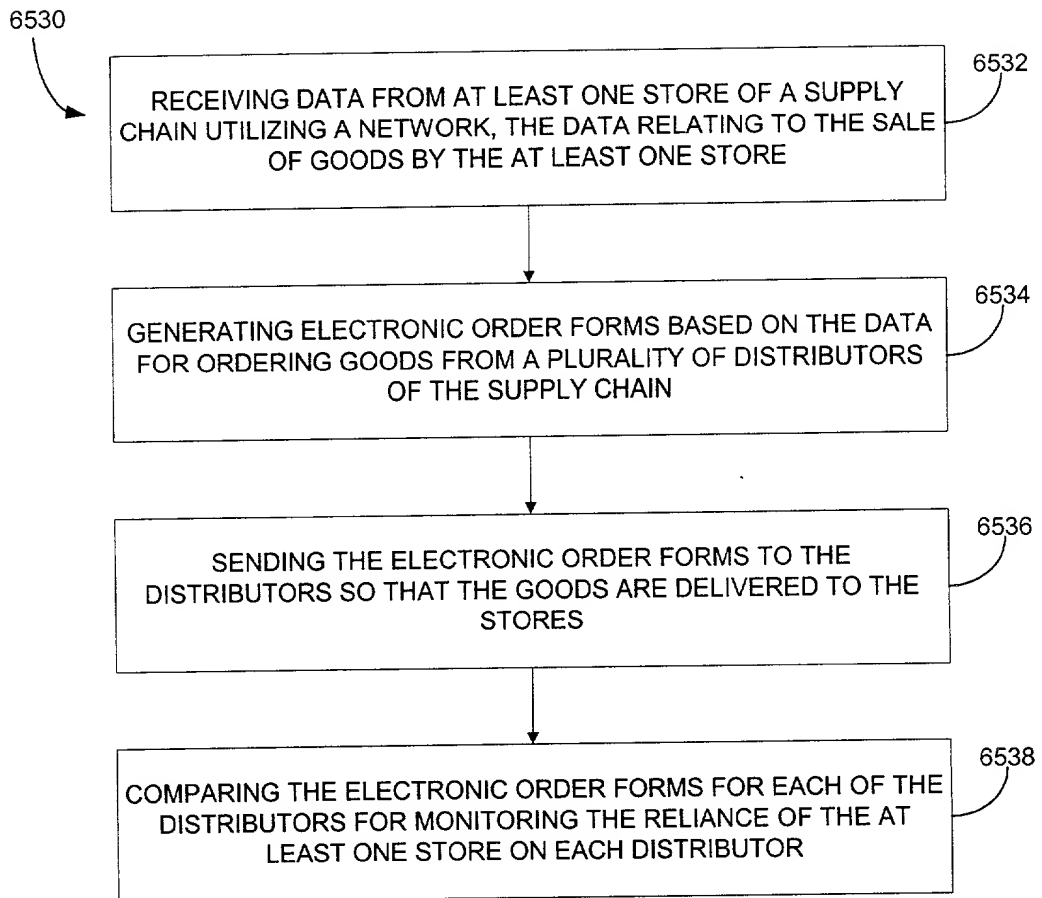 6530
6532
RECEIVING DATA FROM AT LEAST ONE STORE OF A SUPPLY
CHAIN UTILIZING A NETWORK, THE DATA RELATING TO THE SALE
OF GOODS BY THE AT LEAST ONE STORE
6534
GENERATING ELECTRONIC ORDER FORMS BASED ON THE DATA
FOR ORDERING GOODS FROM A PLURALITY OF DISTRIBUTORS
OF THE SUPPLY CHAIN
6536
SENDING THE ELECTRONIC ORDER FORMS TO THE
DISTRIBUTORS SO THAT THE GOODS ARE DELIVERED TO THE
STORES
6538
COMPARING THE ELECTRONIC ORDER FORMS FOR EACH OF THE
DISTRIBUTORS FOR MONITORING THE RELIANCE OF THE AT
LEAST ONE STORE ON EACH DISTRIBUTOR